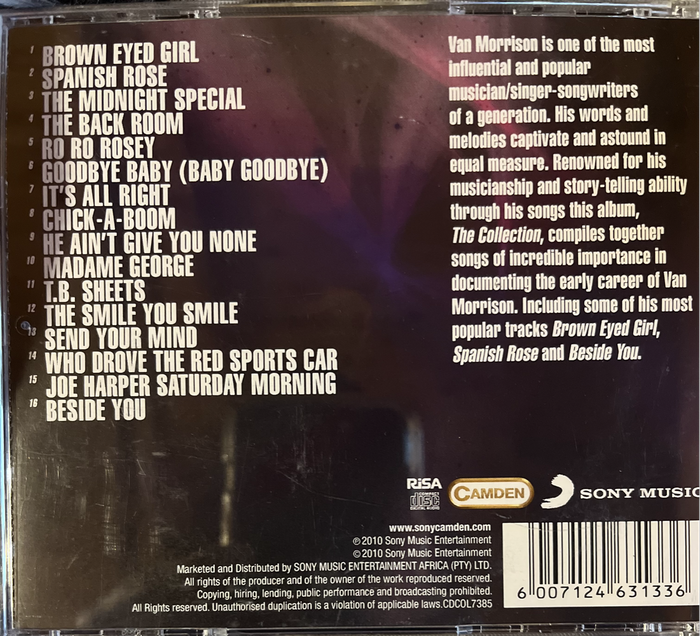 1 BROWN EYED GIRL
2 SPANISH ROSE
3 THE MIDNIGHT SPECIAL
4 THE BACK ROOM
5 RO RO ROSEY
6 GOODBYE BABY (BABY GOODBYE)
7 IT'S ALL RIGHT
8 CHICK-A-BOOM
9 HE AIN'T GIVE YOU NONE
10 MADAME GEORGE
11 T.B. SHEETS
12 THE SMILE YOU SMILE
13 SEND YOUR MIND
14 WHO DROVE THE RED SPORTS CAR
15 JOE HARPER SATURDAY MORNING
16 BESIDE YOU
Van Morrison is one of the most
influential and popular
musician/singer-songwriters
of a generation. His words and
melodies captivate and astound in
equal measure. Renowned for his
musicianship and story-telling ability
through his songs this album,
The Collection, compiles together
songs of incredible importance in
documenting the early career of Van
Morrison. Including some of his most
popular tracks Brown Eyed Girl,
Spanish Rose and Beside You.
RiSA
COMPACT
disc
DIGITAL AUDIO
CAMDEN
SONY MUSIC
www.sonycamden.com
℗ 2010 Sony Music Entertainment
© 2010 Sony Music Entertainment
Marketed and Distributed by SONY MUSIC ENTERTAINMENT AFRICA (PTY) LTD.
All rights of the producer and of the owner of the work reproduced reserved.
Copying, hiring, lending, public performance and broadcasting prohibited.
All Rights reserved. Unauthorised duplication is a violation of applicable laws.CDCOL7385
6 007124 631336